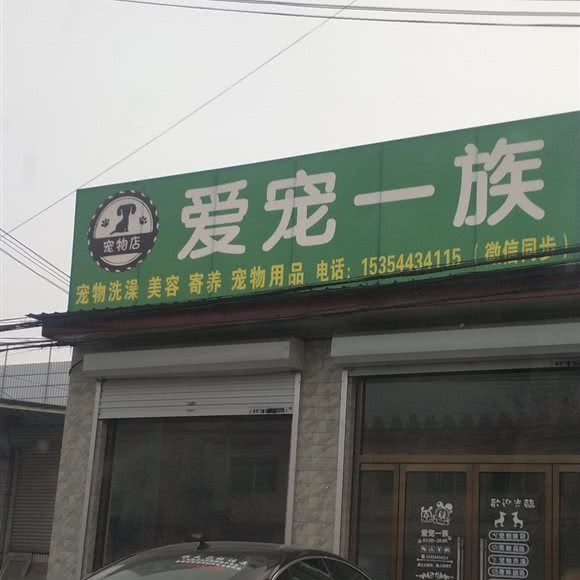 爱宠一族
宠物店
宠物洗澡 美容 寄养 宠物用品 电话：15354434115（微信同步）
爱宠一族
欢迎光临